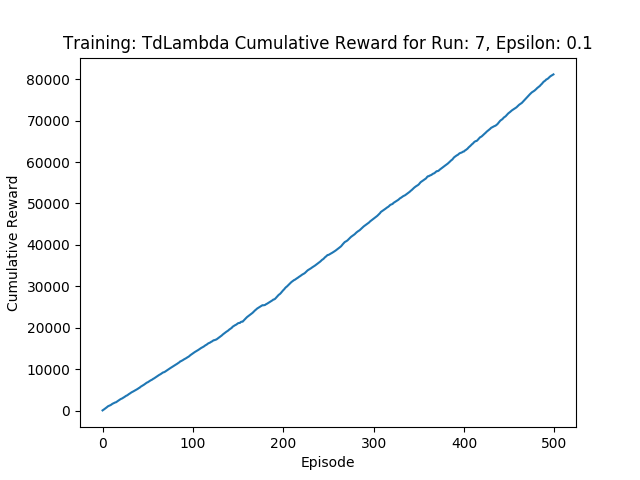 Training: TdLambda Cumulative Reward for Run: 7, Epsilon: 0.1
80000
70000
60000
50000
40000
30000
20000
10000
0
Cumulative Reward
0 100 200 300 400 500
Episode